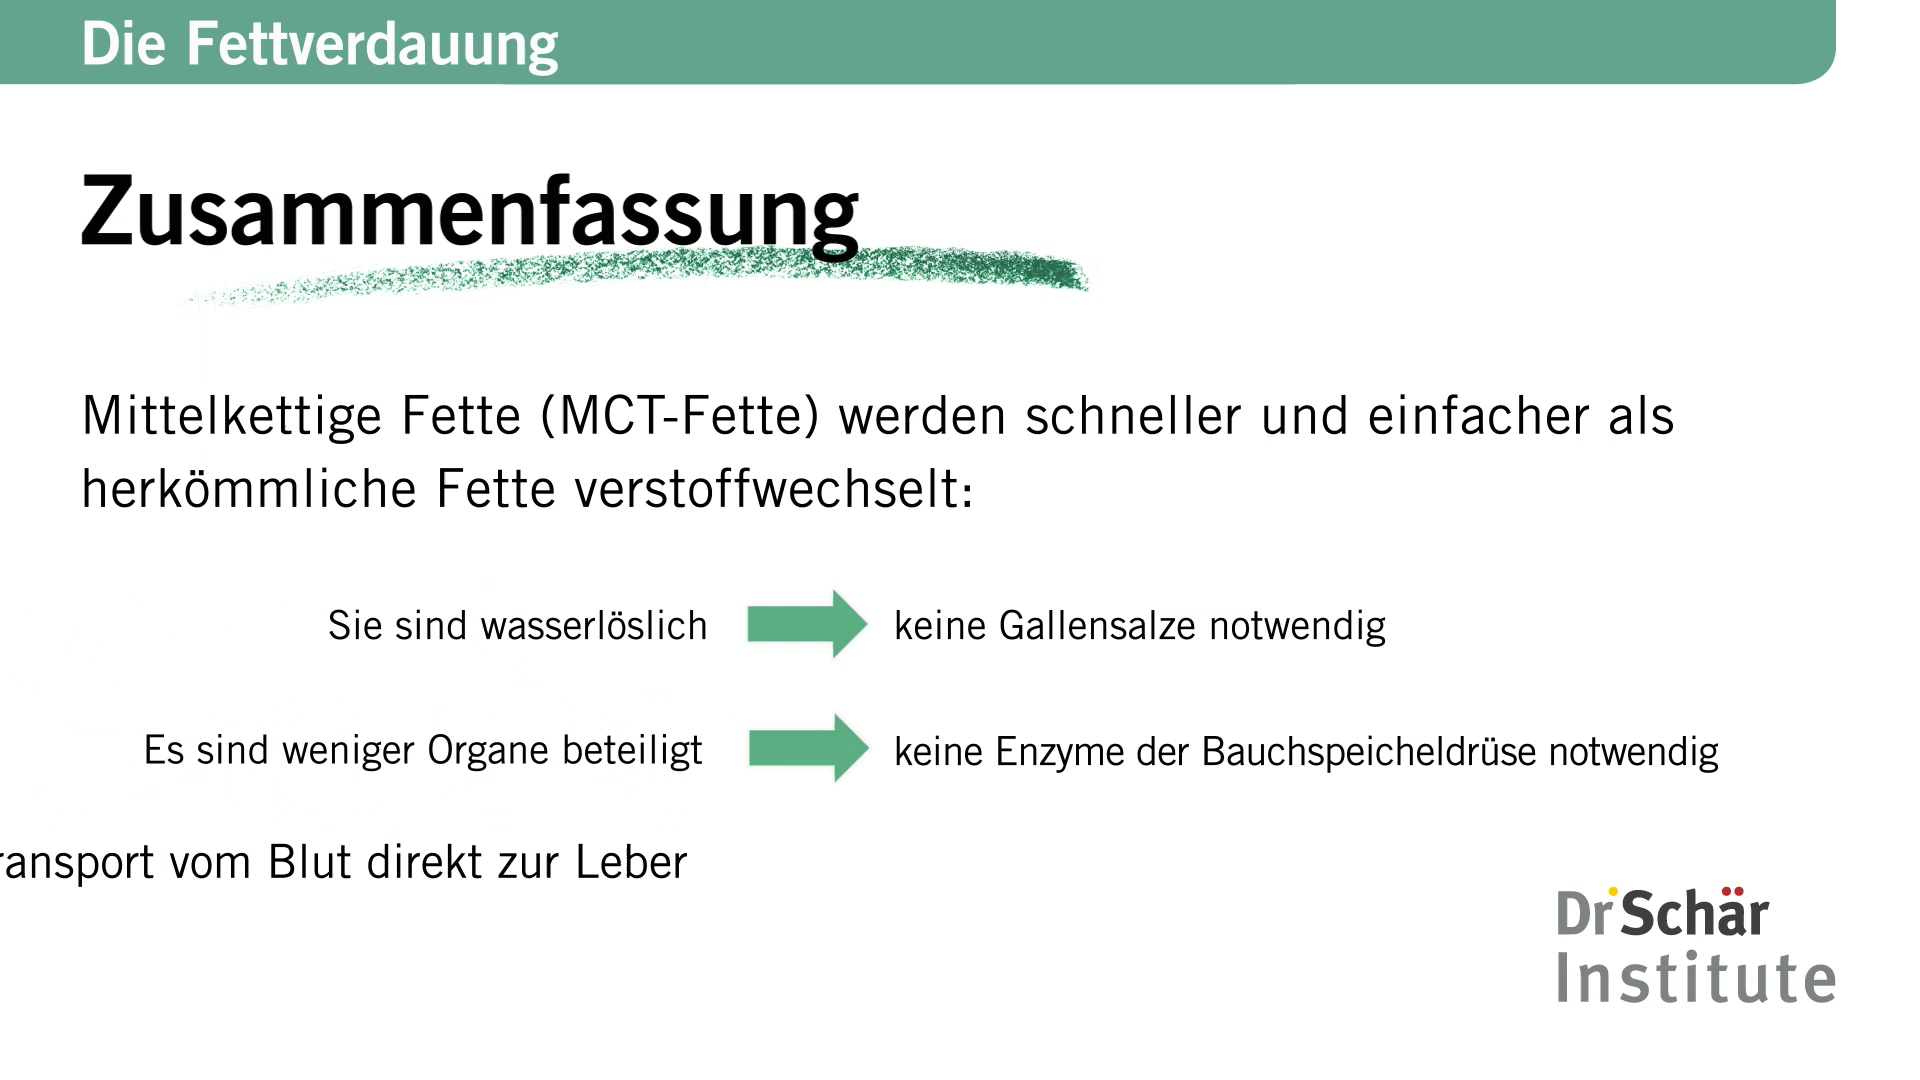 Die Fettverdauung
Zusammenfassung
Mittelkettige Fette (MCT-Fette) werden schneller und einfacher als
herkömmliche Fette verstoffwechselt:
Sie sind wasserlöslich keine Gallensalze notwendig
Es sind weniger Organe beteiligt keine Enzyme der Bauchspeicheldrüse notwendig
ransport vom Blut direkt zur Leber
Dr Schär
Institute